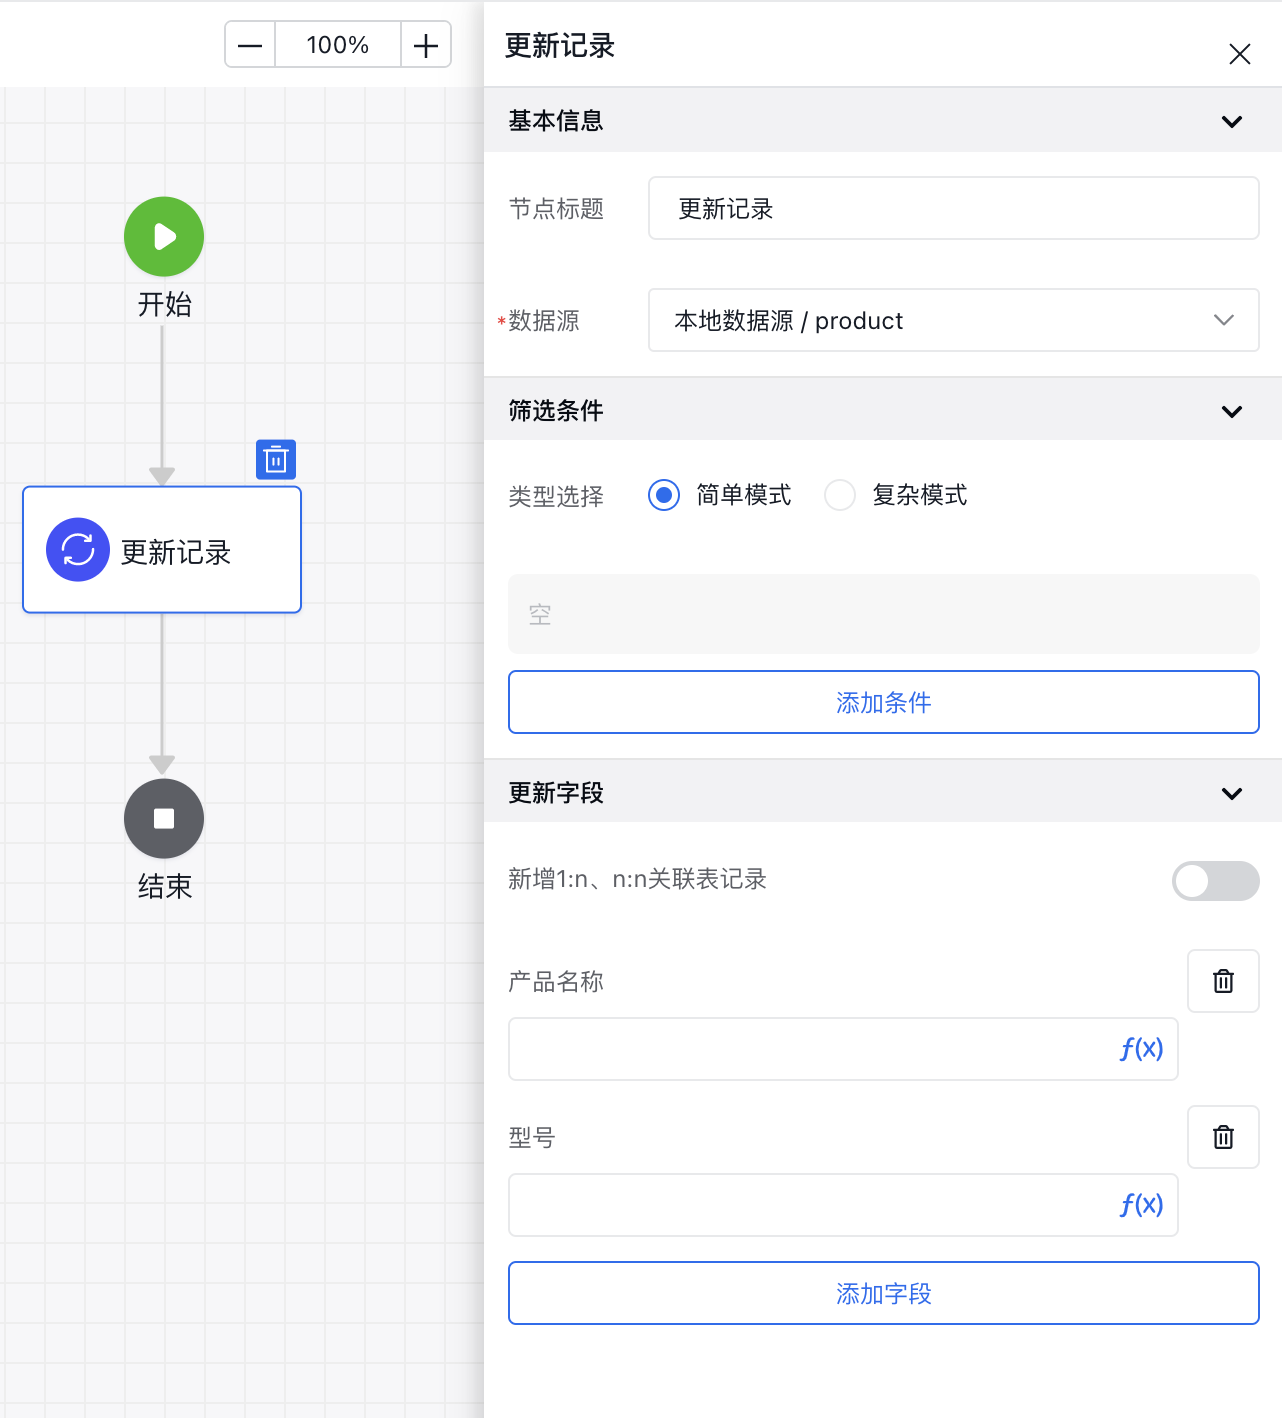 100%
开始
更新记录
结束
更新记录
基本信息
节点标题
更新记录
*数据源
本地数据源 / product
筛选条件
类型选择
简单模式
复杂模式
空
添加条件
更新字段
新增1:n、n:n关联表记录
产品名称
f(x)
型号
f(x)
添加字段